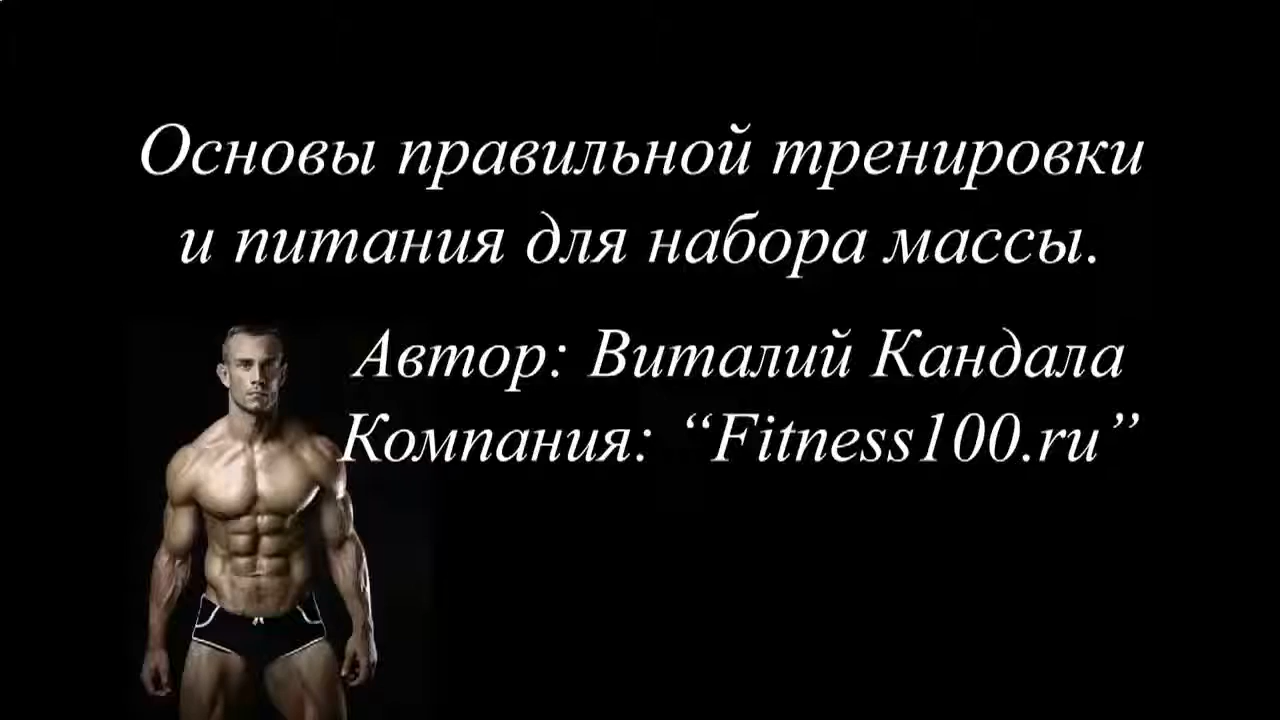 Основы правильной тренировки
и питания для набора массы.
Автор: Виталий Кандала
Компания: “Fitness100.ru”